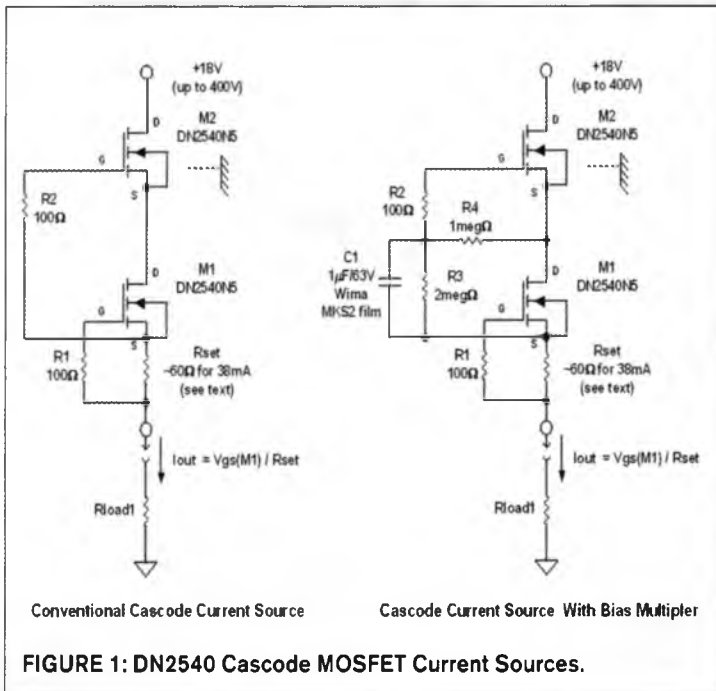 +18V
(up to 400V)
D
M2
DN2540N5
G
S
R2
100Ω
D
M1
DN2540N5
G
S
R1
100Ω
Rset
~60Ω for 38mA
(see text)
Iout = Vgs(M1) / Rset
Rload1
Conventional Cascode Current Source
+18V
(up to 400V)
D
M2
DN2540N5
G
S
R2
100Ω
R4
1megΩ
C1
1µF/63V
Wima
MKS2 film
R3
2megΩ
D
M1
DN2540N5
G
S
R1
100Ω
Rset
~60Ω for 38mA
(see text)
Iout = Vgs(M1) / Rset
Rload1
Cascode Current Source With Bias Multipler
FIGURE 1: DN2540 Cascode MOSFET Current Sources.